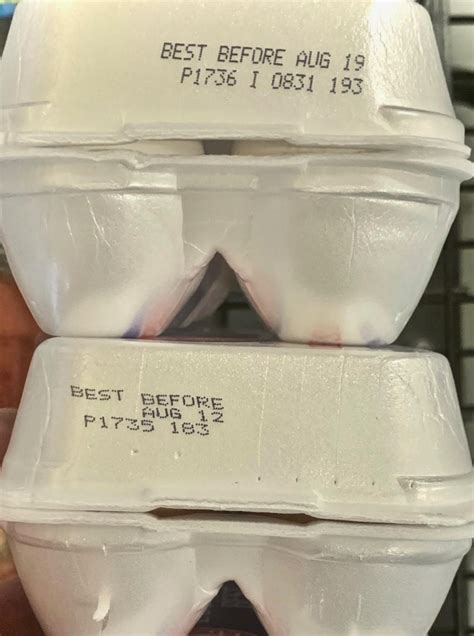 BEST BEFORE AUG 19
P1736 I 0831 193
BEST BEFORE
AUG 12
P1735 183